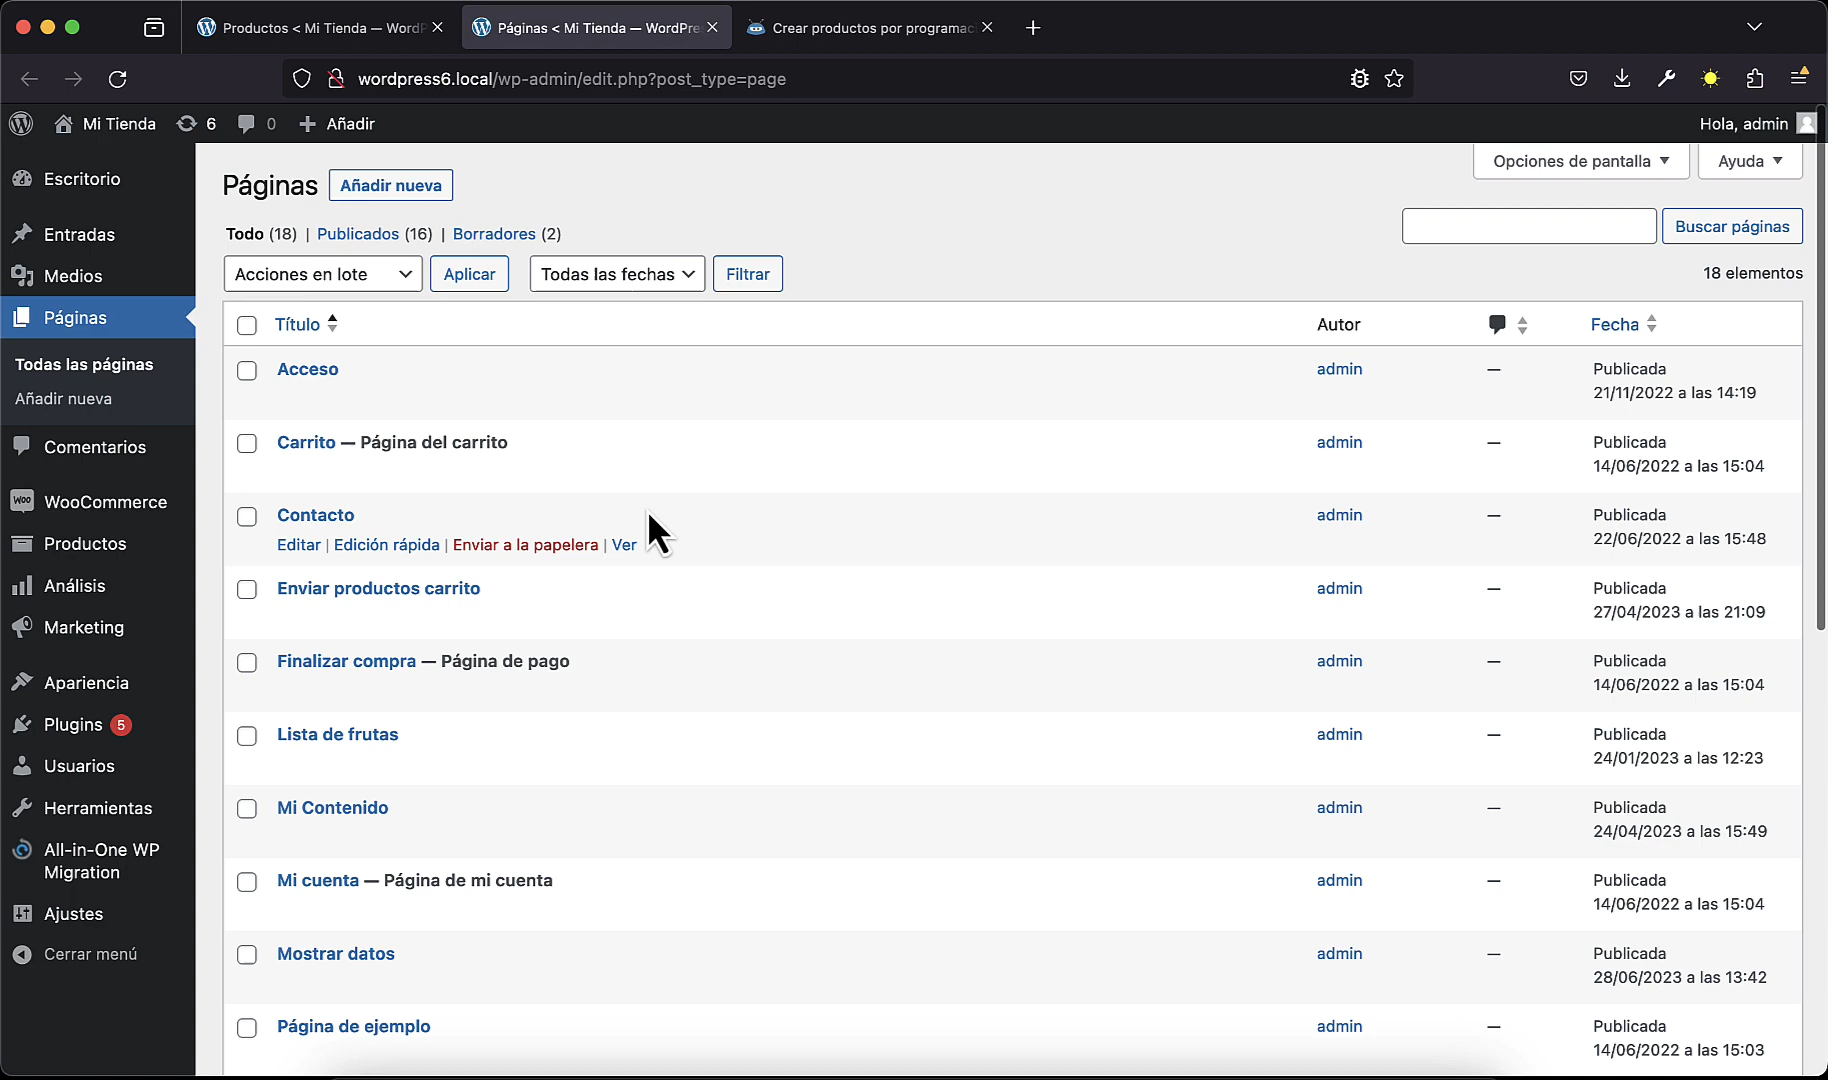 Productos < Mi Tienda — WordP
Páginas < Mi Tienda — WordPre
Crear productos por programac
wordpress6.local/wp-admin/edit.php?post_type=page
Mi Tienda
6
0
Añadir
Hola, admin
Escritorio
Entradas
Medios
Páginas
Todas las páginas
Añadir nueva
Comentarios
Woo
WooCommerce
Productos
Análisis
Marketing
Apariencia
Plugins 5
Usuarios
Herramientas
All-in-One WP
Migration
Ajustes
Cerrar menú
Opciones de pantalla
Ayuda
Páginas
Añadir nueva
Todo (18) | Publicados (16) | Borradores (2)
Buscar páginas
Acciones en lote
Aplicar
Todas las fechas
Filtrar
18 elementos
Título
Autor
Fecha
Acceso
admin
—
Publicada
21/11/2022 a las 14:19
Carrito — Página del carrito
admin
—
Publicada
14/06/2022 a las 15:04
Contacto
Editar | Edición rápida | Enviar a la papelera | Ver
admin
—
Publicada
22/06/2022 a las 15:48
Enviar productos carrito
admin
—
Publicada
27/04/2023 a las 21:09
Finalizar compra — Página de pago
admin
—
Publicada
14/06/2022 a las 15:04
Lista de frutas
admin
—
Publicada
24/01/2023 a las 12:23
Mi Contenido
admin
—
Publicada
24/04/2023 a las 15:49
Mi cuenta — Página de mi cuenta
admin
—
Publicada
14/06/2022 a las 15:04
Mostrar datos
admin
—
Publicada
28/06/2023 a las 13:42
Página de ejemplo
admin
—
Publicada
14/06/2022 a las 15:03